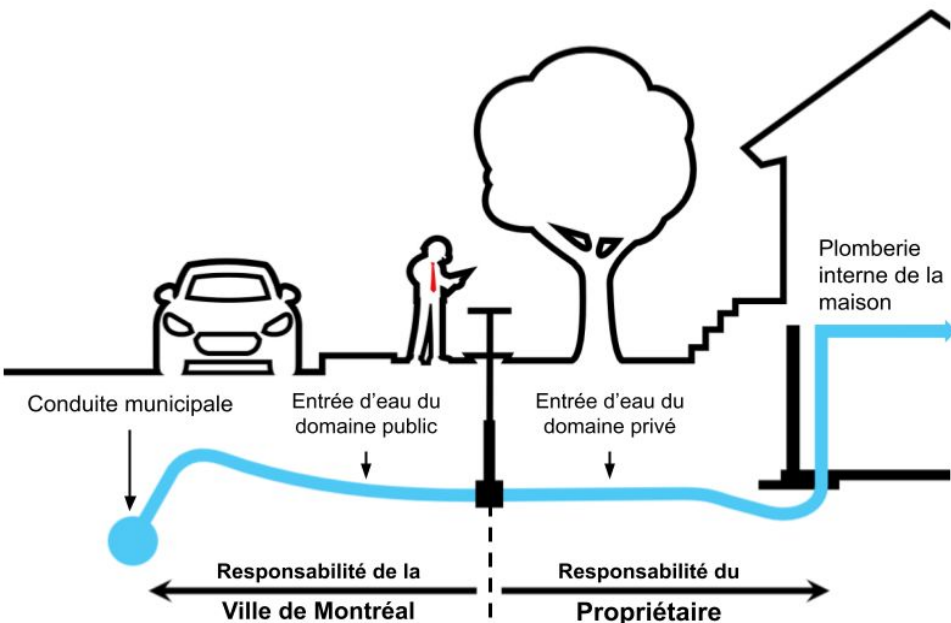 Plomberie
interne de la
maison
Conduite municipale
Entrée d'eau du
domaine public
Entrée d'eau du
domaine privé
Responsabilité de la
Ville de Montréal
Responsabilité du
Propriétaire